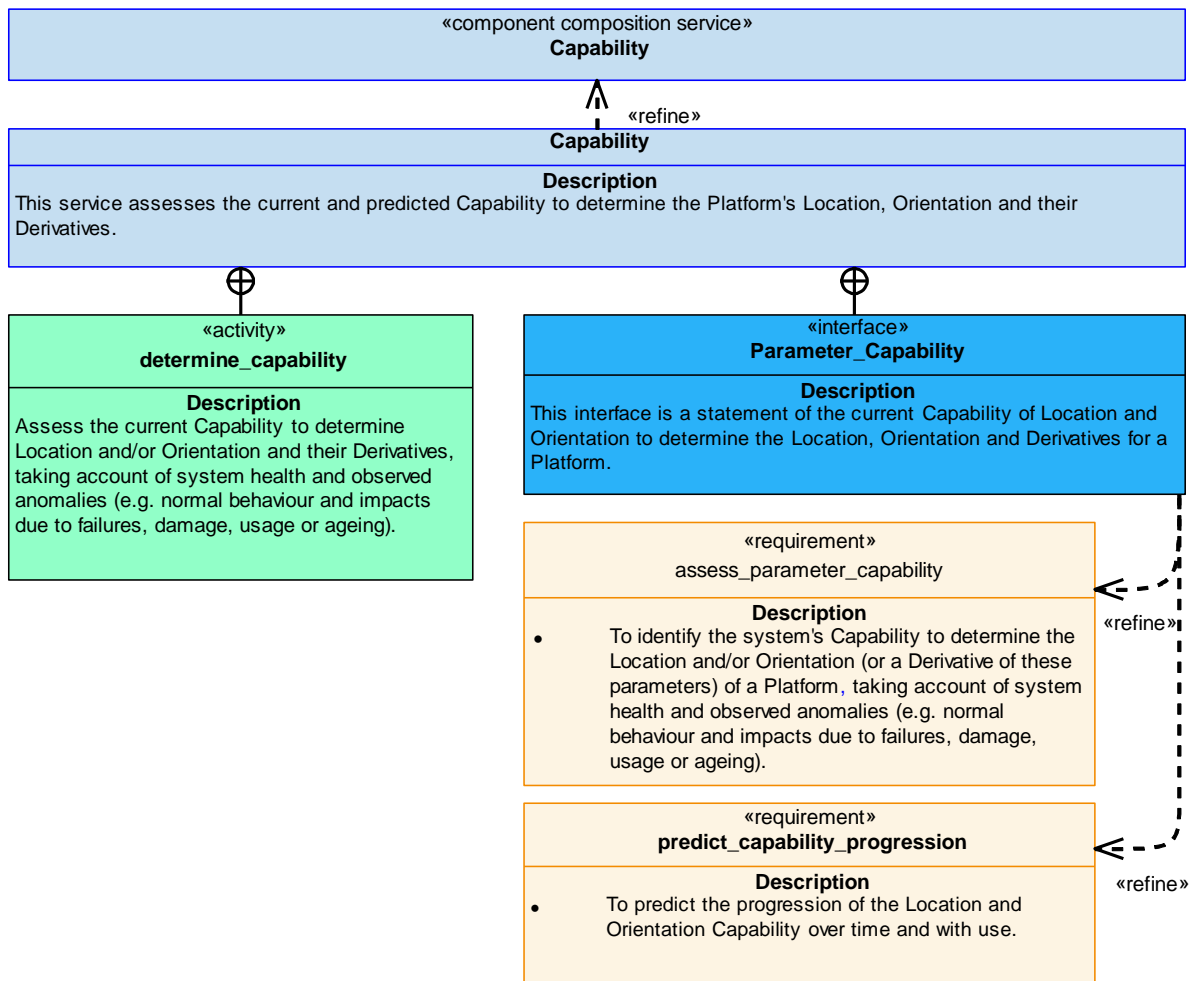 «component composition service»
Capability
«refine»
Capability
Description
This service assesses the current and predicted Capability to determine the Platform's Location, Orientation and their
Derivatives.
«activity»
determine_capability
Description
Assess the current Capability to determine
Location and/or Orientation and their Derivatives,
taking account of system health and observed
anomalies (e.g. normal behaviour and impacts
due to failures, damage, usage or ageing).
«interface»
Parameter_Capability
Description
This interface is a statement of the current Capability of Location and
Orientation to determine the Location, Orientation and Derivatives for a
Platform.
«requirement»
assess_parameter_capability
Description
• To identify the system's Capability to determine the
Location and/or Orientation (or a Derivative of these
parameters) of a Platform, taking account of system
health and observed anomalies (e.g. normal
behaviour and impacts due to failures, damage,
usage or ageing).
«refine»
«requirement»
predict_capability_progression
Description
• To predict the progression of the Location and
Orientation Capability over time and with use.
«refine»